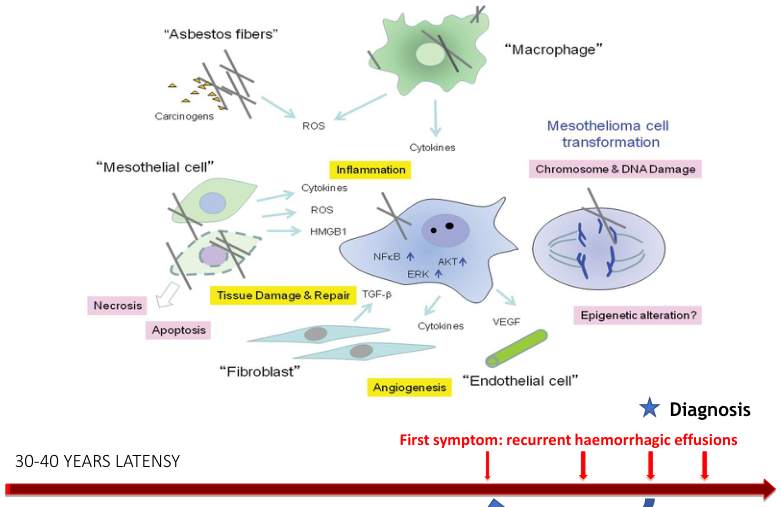 "Asbestos fibers"
"Macrophage"
Carcinogens
ROS
Cytokines
Mesothelioma cell
transformation
"Mesothelial cell"
Inflammation
Chromosome & DNA Damage
Cytokines
ROS
HMGB1
NFκB
AKT
ERK
Tissue Damage & Repair
TGF-β
Necrosis
Apoptosis
Cytokines
VEGF
Epigenetic alteration?
"Fibroblast"
Angiogenesis
"Endothelial cell"
Diagnosis
First symptom: recurrent haemorrhagic effusions
30-40 YEARS LATENSY